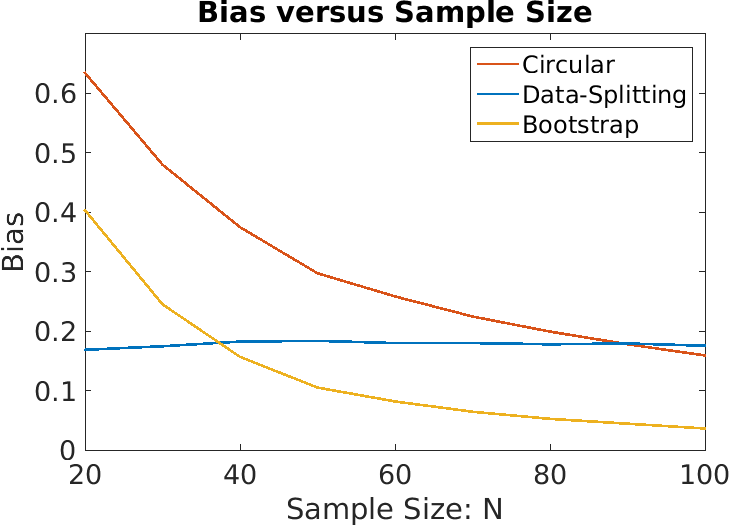 Bias versus Sample Size
Circular
Data-Splitting
Bootstrap
0.6
0.5
0.4
0.3
0.2
0.1
0
Bias
20 40 60 80 100
Sample Size: N